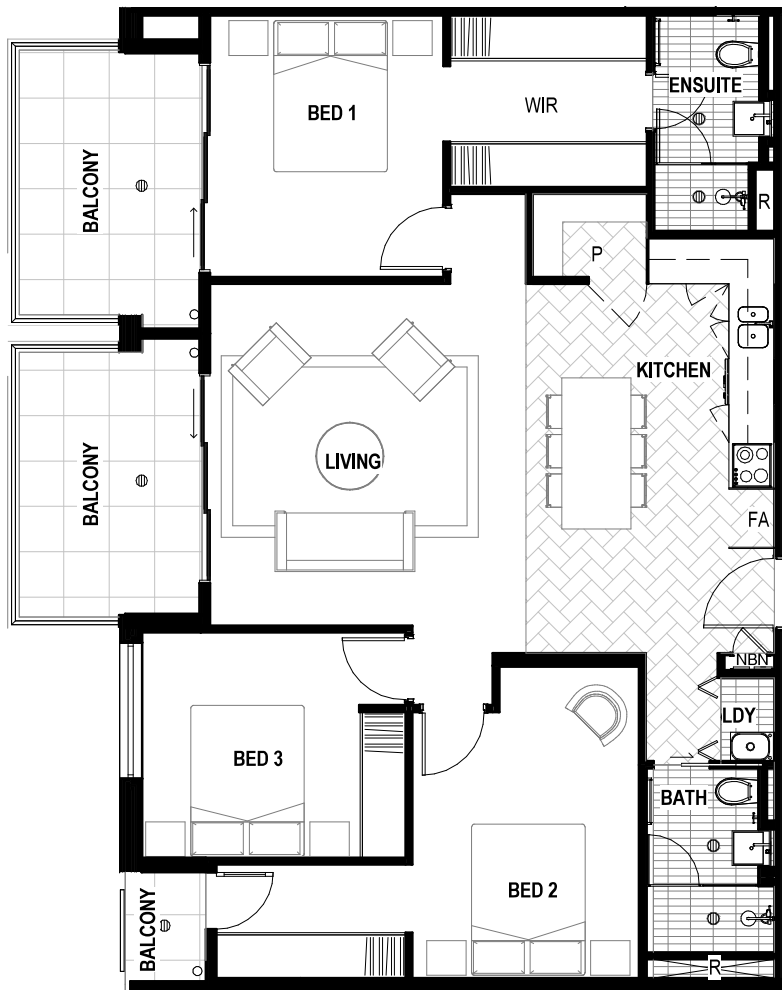 ENSUITE
BED 1
WIR
BALCONY
R
P
KITCHEN
LIVING
BALCONY
FA
NBN
LDY
BED 3
BATH
BED 2
BALCONY
R